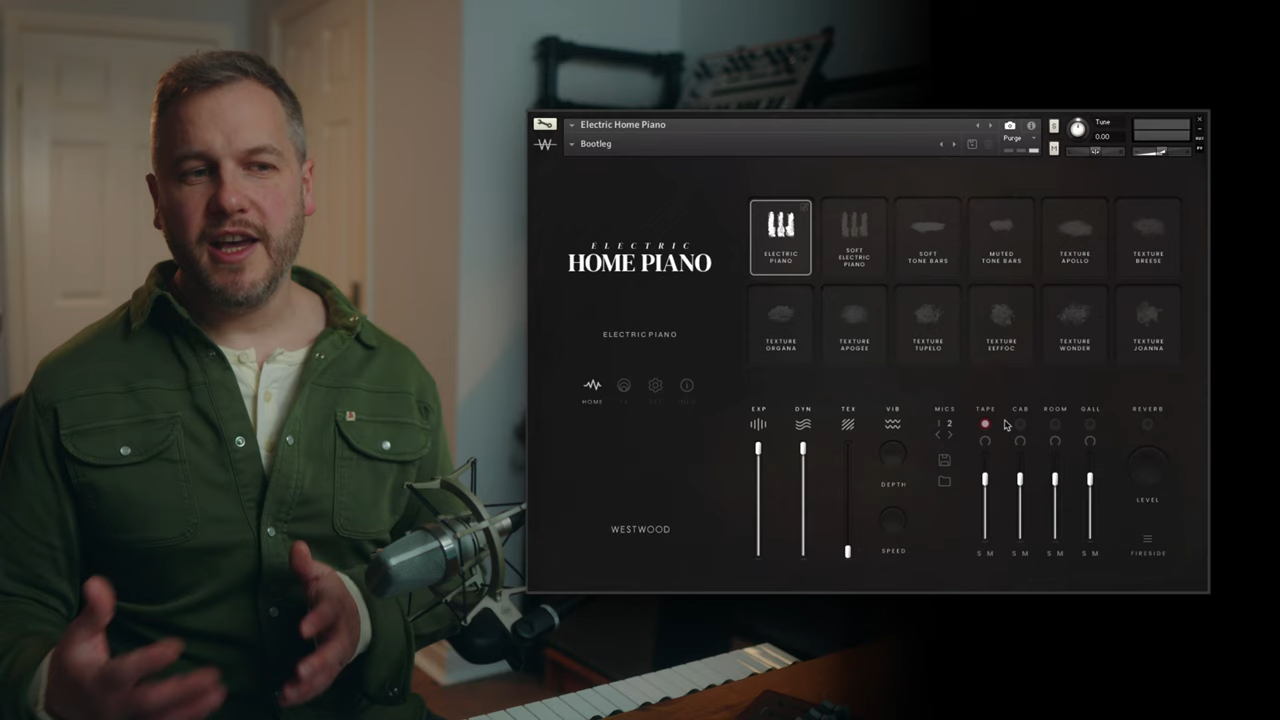 Electric Home Piano
Bootleg
Purge
S
M
Tune
0.00
ELECTRIC
HOME PIANO
ELECTRIC PIANO
HOME
WESTWOOD
ELECTRIC
PIANO
SOFT
ELECTRIC
PIANO
SOFT
TONE BARS
MUTED
TONE BARS
TEXTURE
APOLLO
TEXTURE
BREESE
TEXTURE
ORGANA
TEXTURE
APOGEE
TEXTURE
TUPELO
TEXTURE
EEFFOC
TEXTURE
WONDER
TEXTURE
JOANNA
EXP DYN TEX VIB MICS TAPE CAB ROOM GALL REVERB
1 2
DEPTH
LEVEL
SPEED
S M S M S M S M
FIRESIDE